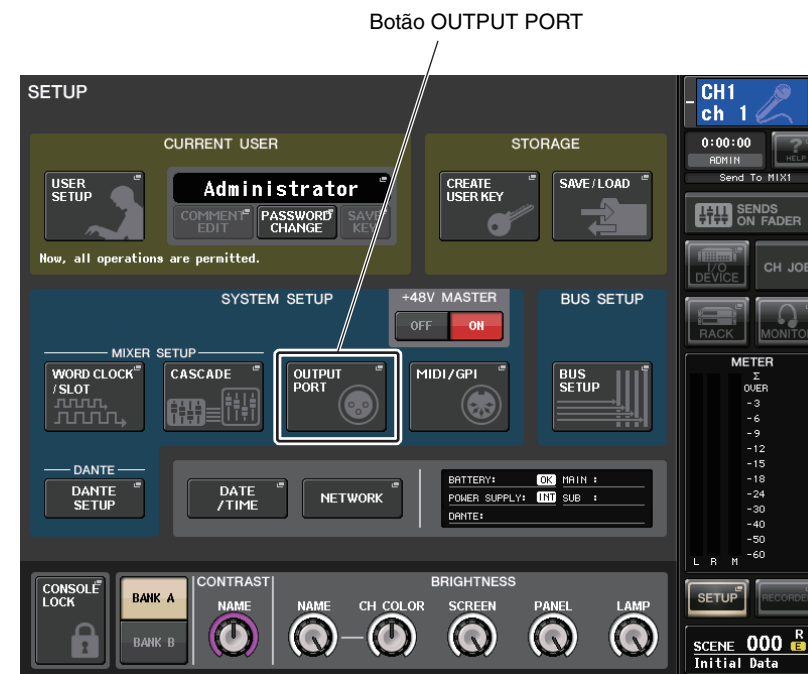 Botão OUTPUT PORT
SETUP
CURRENT USER
STORAGE
USER
SETUP
Administrator
COMMENT
EDIT
PASSWORD
CHANGE
SAVE
KEY
Now, all operations are permitted.
CREATE
USER KEY
SAVE/LOAD
SYSTEM SETUP
+48V MASTER
OFF
ON
BUS SETUP
MIXER SETUP
WORD CLOCK
/SLOT
CASCADE
OUTPUT
PORT
MIDI/GPI
BUS
SETUP
DANTE
DANTE
SETUP
DATE
/TIME
NETWORK
BATTERY: OK MAIN :
POWER SUPPLY: INT SUB :
DANTE:
CONSOLE
LOCK
BANK A
BANK B
CONTRAST
NAME
BRIGHTNESS
NAME
CH COLOR
SCREEN
PANEL
LAMP
CH1
ch 1
0:00:00
ADMIN
?
HELP
Send To MIX1
SENDS
ON FADER
I/O
DEVICE
CH JOB
RACK
MONITOR
METER
Σ
OVER
-3
-6
-9
-12
-15
-18
-24
-30
-40
-50
-60
L R M
SETUP
RECORDE
SCENE 000 R
E
Initial Data